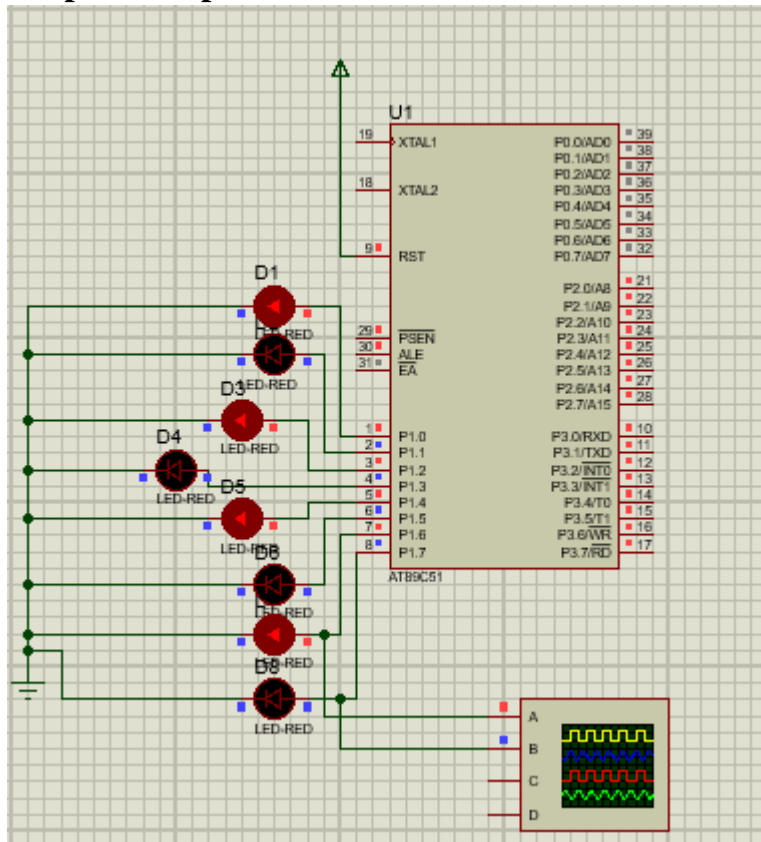 U1
19 XTAL1 P0.0/AD0 39
P0.1/AD1 38
P0.2/AD2 37
18 XTAL2 P0.3/AD3 36
P0.4/AD4 35
P0.5/AD5 34
P0.6/AD6 33
9 RST P0.7/AD7 32
D1
P2.0/A8 21
P2.1/A9 22
P2.2/A10 23
LED-RED
29 PSEN P2.3/A11 24
30 ALE P2.4/A12 25
31 EA P2.5/A13 26
P2.6/A14 27
P2.7/A15 28
LED-RED
D3
1 P1.0 P3.0/RXD 10
2 P1.1 P3.1/TXD 11
3 P1.2 P3.2/INT0 12
4 P1.3 P3.3/INT1 13
5 P1.4 P3.4/T0 14
6 P1.5 P3.5/T1 15
7 P1.6 P3.6/WR 16
8 P1.7 P3.7/RD 17
AT89C51
LED-RED
D4
LED-RED
D5
LED-RED
D6
LED-RED
LED-RED
D8
LED-RED
A
B
C
D